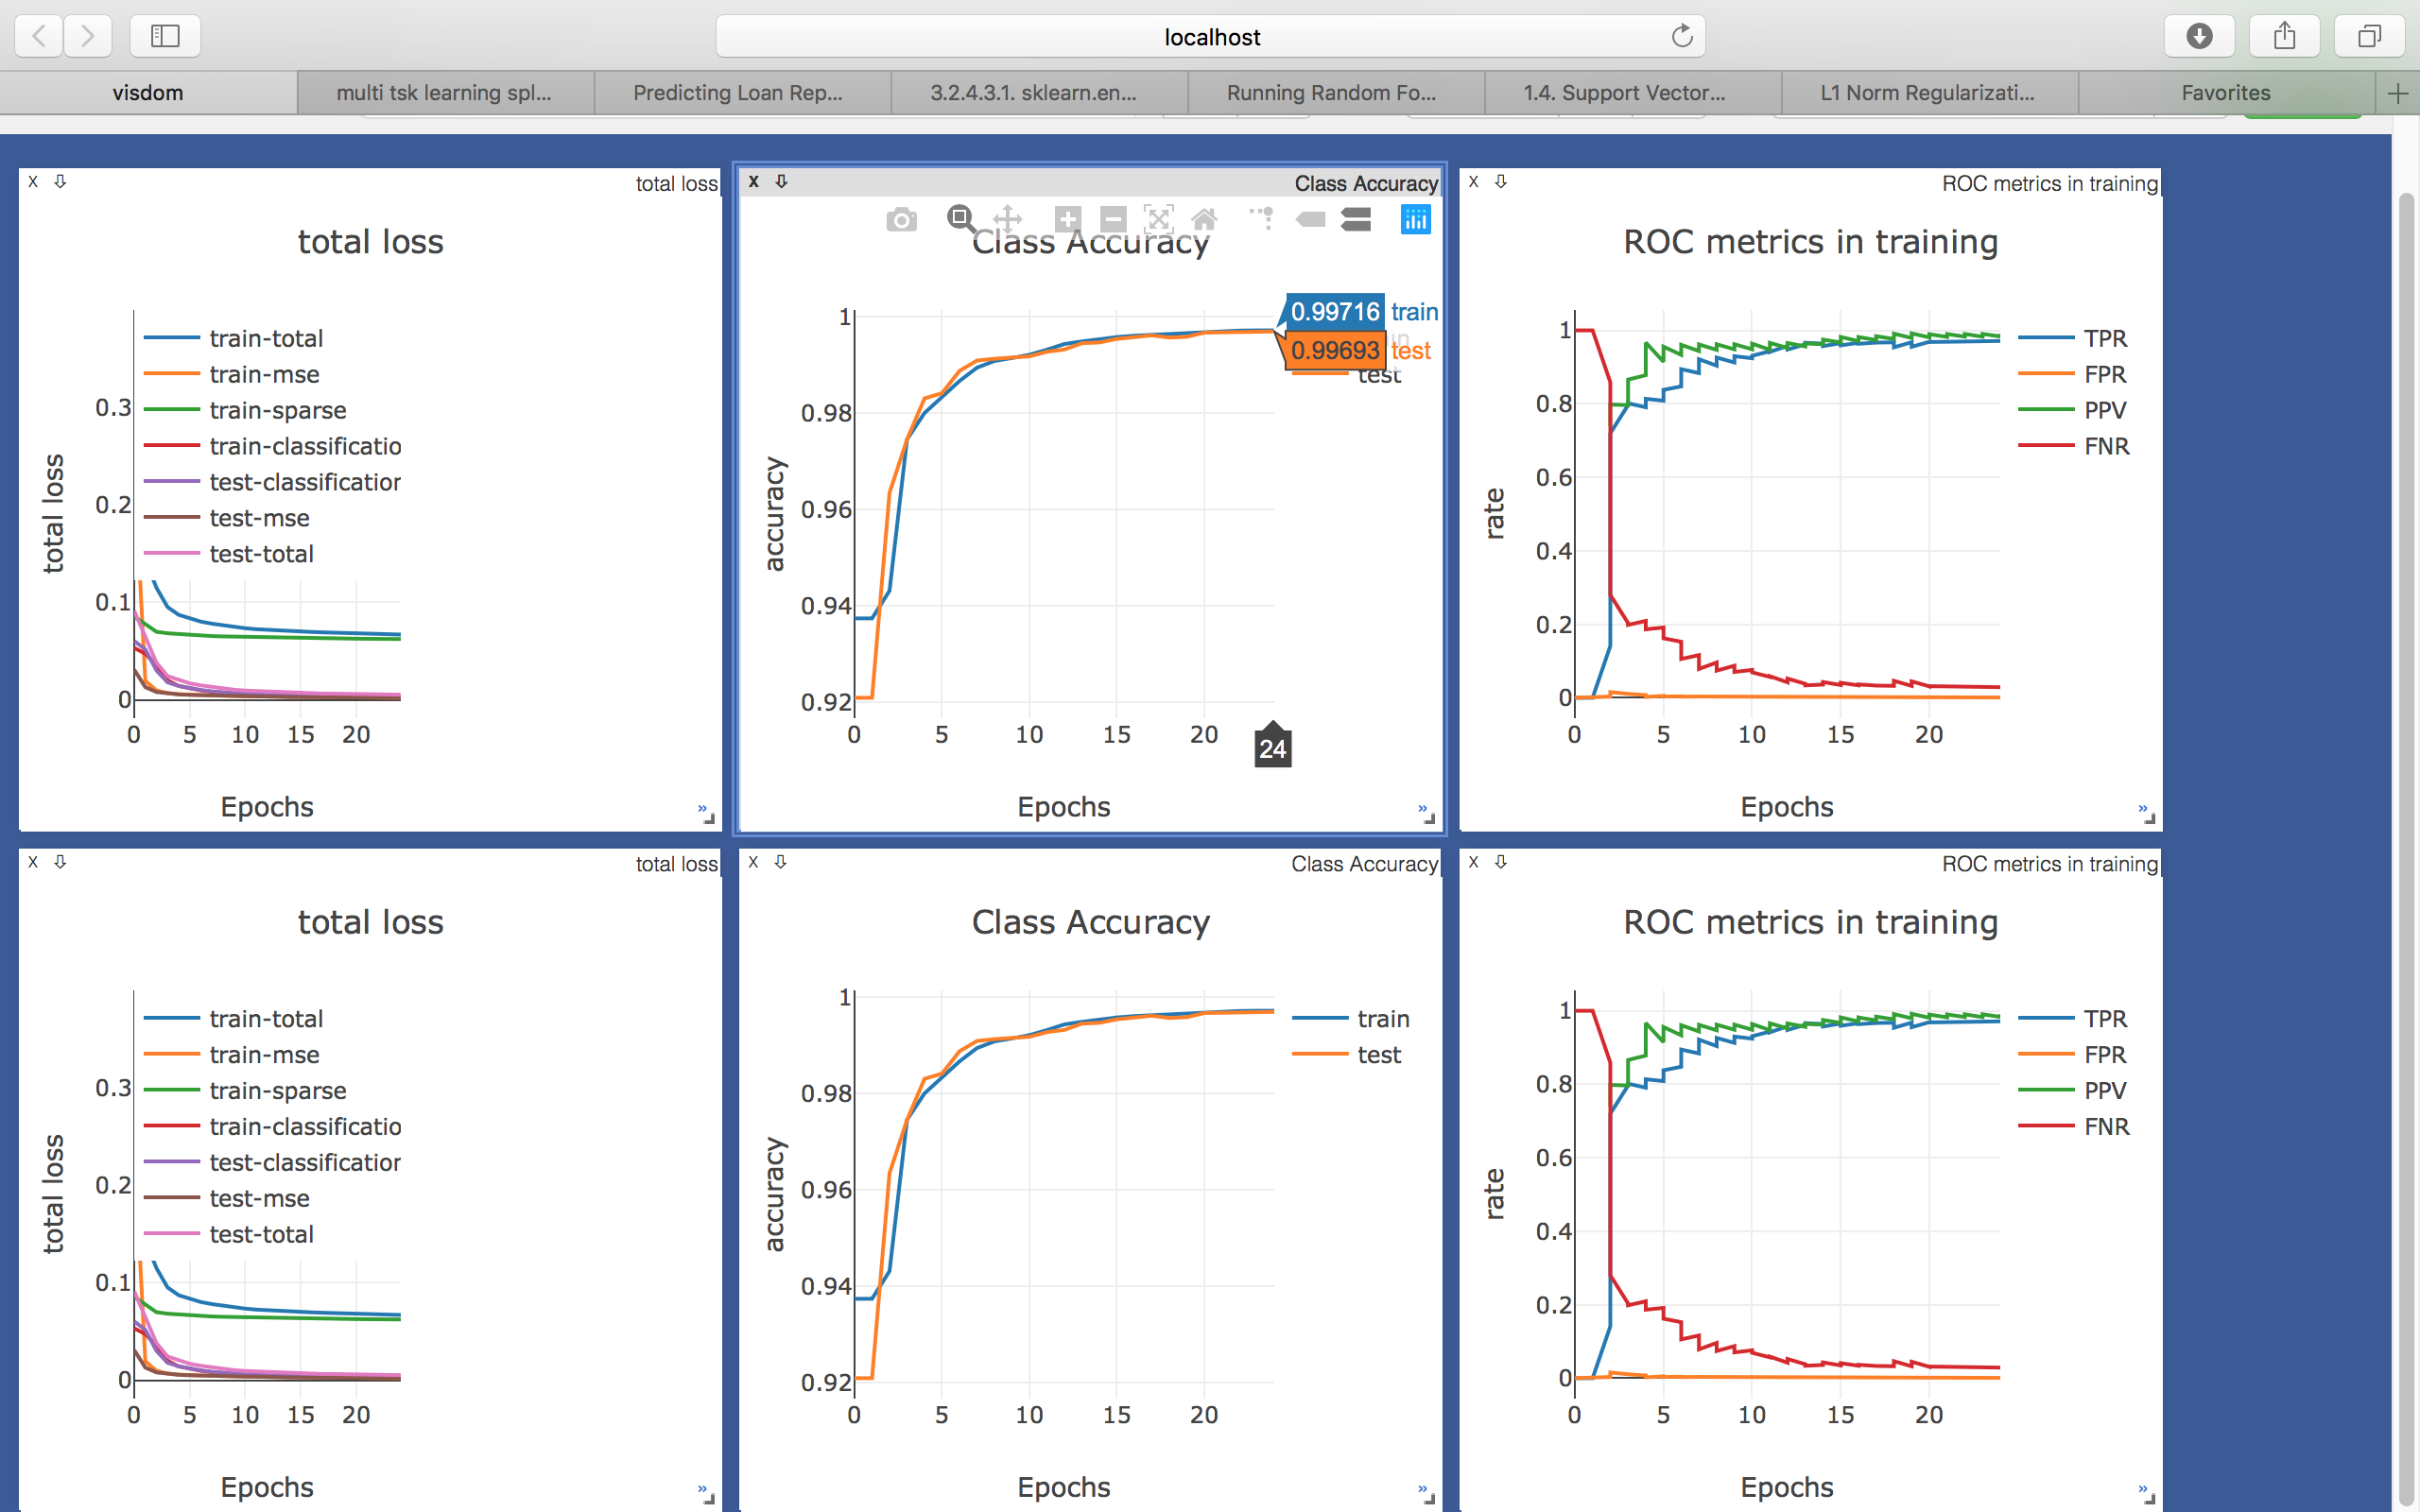 localhost
visdom
multi tsk learning spl...
Predicting Loan Rep...
3.2.4.3.1. sklearn.en...
Running Random Fo...
1.4. Support Vector...
L1 Norm Regularizati...
Favorites
X
total loss
total loss
train-total
train-mse
train-sparse
train-classificatio
test-classification
test-mse
test-total
total loss
0.3
0.2
0.1
0
0 5 10 15 20
Epochs
X
Class Accuracy
Class Accuracy
0.99716 train
0.99693 test
test
accuracy
1
0.98
0.96
0.94
0.92
0 5 10 15 20
24
Epochs
X
ROC metrics in training
ROC metrics in training
TPR
FPR
PPV
FNR
rate
1
0.8
0.6
0.4
0.2
0
0 5 10 15 20
Epochs
X
total loss
total loss
train-total
train-mse
train-sparse
train-classificatio
test-classification
test-mse
test-total
total loss
0.3
0.2
0.1
0
0 5 10 15 20
Epochs
X
Class Accuracy
Class Accuracy
train
test
accuracy
1
0.98
0.96
0.94
0.92
0 5 10 15 20
Epochs
X
ROC metrics in training
ROC metrics in training
TPR
FPR
PPV
FNR
rate
1
0.8
0.6
0.4
0.2
0
0 5 10 15 20
Epochs